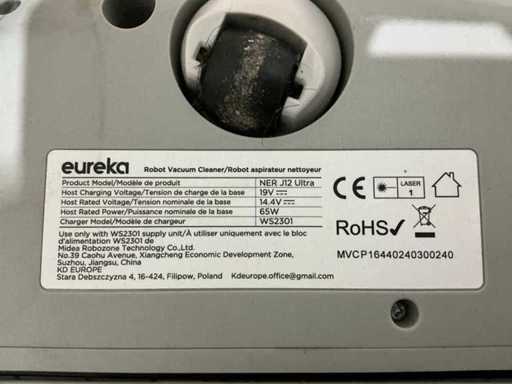 eureka Robot Vacuum Cleaner/Robot aspirateur nettoyeur
Product Model/Modèle de produit NER J12 Ultra
Host Charging Voltage/Tension de charge de la base 19V⎓
Host Rated Voltage/Tension nominale de la base 14.4V⎓
Host Rated Power/Puissance nominale de la base 65W
Charger Model/Modèle de chargeur WS2301
Use only with WS2301 supply unit/À utiliser uniquement avec le bloc
d'alimentation WS2301 de
Midea Robozone Technology Co., Ltd.
No.39 Caohu Avenue, Xiangcheng Economic Development Zone,
Suzhou, Jiangsu, China
KD EUROPE
Stara Debszczyzna 4, 16-424, Filipow, Poland Kdeurope.office@gmail.com
CE
LASER
1
RoHS
MVCP16440240300240